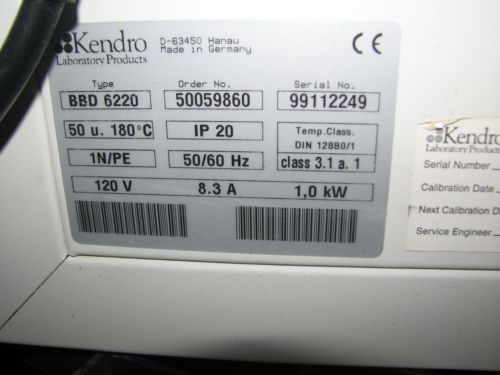 Kendro
Laboratory Products
D-63450 Hanau
Made in Germany
CE
Type
Order No.
Serial No.
BBD 6220
50059860
99112249
50 u. 180°C
IP 20
Temp.Class.
DIN 12880/1
class 3.1 a. 1
1N/PE
50/60 Hz
120 V
8.3 A
1,0 kW
Kendro
Laboratory Products
Serial Number
Calibration Date
Next Calibration D
Service Engineer